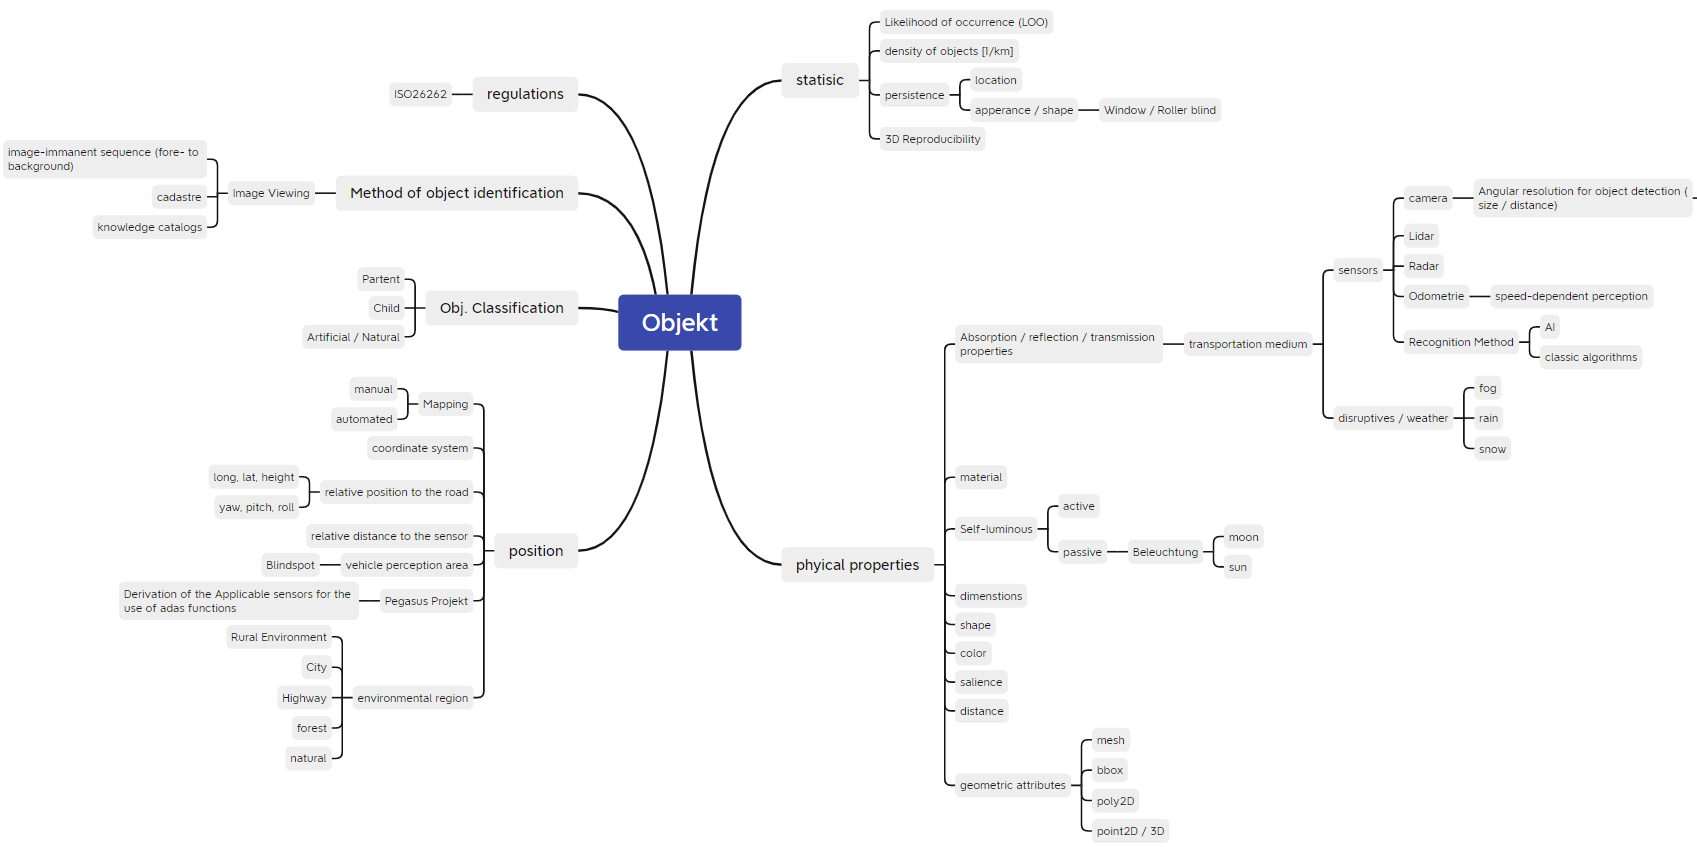 Objekt
statisic
Likelihood of occurrence (LOO)
density of objects [1/km]
persistence
location
apperance / shape
Window / Roller blind
3D Reproducibility
regulations
ISO26262
Method of object identification
Image Viewing
image-immanent sequence (fore- to
background)
cadastre
knowledge catalogs
Obj. Classification
Partent
Child
Artificial / Natural
position
Mapping
manual
automated
coordinate system
relative position to the road
long, lat, height
yaw, pitch, roll
relative distance to the sensor
vehicle perception area
Blindspot
Pegasus Projekt
Derivation of the Applicable sensors for the
use of adas functions
environmental region
Rural Environment
City
Highway
forest
natural
phyical properties
Absorption / reflection / transmission
properties
transportation medium
sensors
camera
Angular resolution for object detection (
size / distance)
Lidar
Radar
Odometrie
speed-dependent perception
Recognition Method
AI
classic algorithms
disruptives / weather
fog
rain
snow
material
Self-luminous
active
passive
Beleuchtung
moon
sun
dimenstions
shape
color
salience
distance
geometric attributes
mesh
bbox
poly2D
point2D / 3D